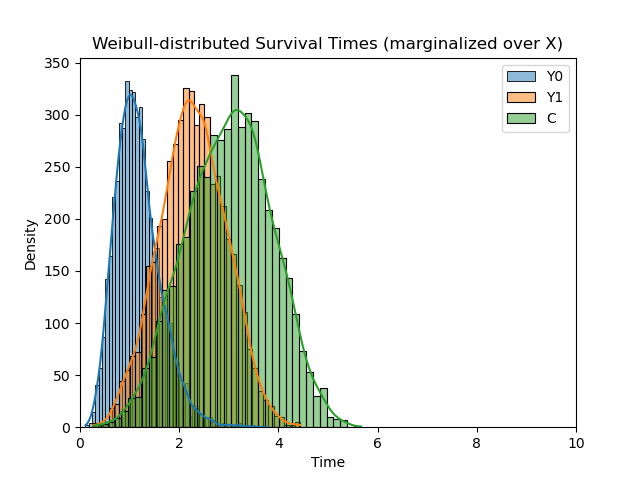 Weibull-distributed Survival Times (marginalized over X)
350
300
250
200
150
100
50
0
Density
Y0
Y1
C
0 2 4 6 8 10
Time